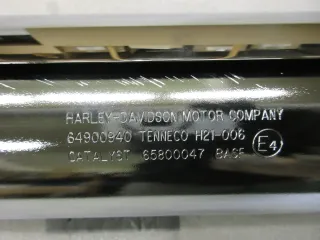 HARLEY-DAVIDSON MOTOR COMPANY
64900940 TENNECO H21-006
CATALYST 65800047 BASF E4